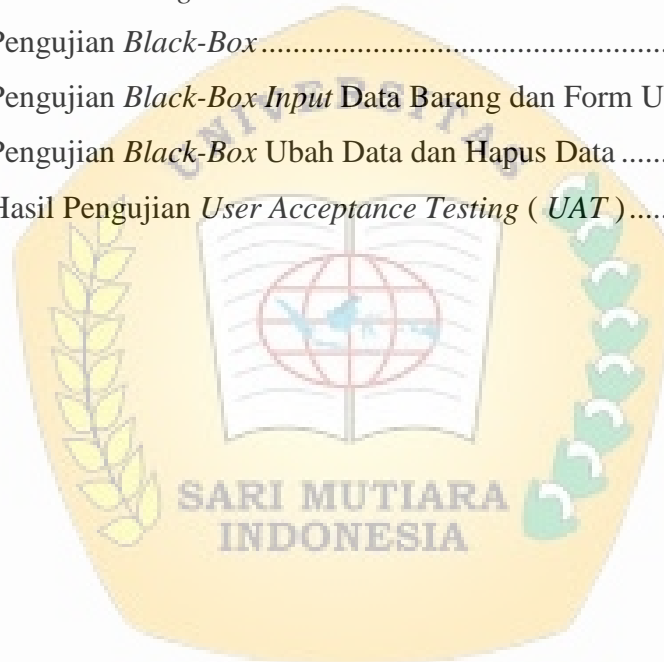 Pengujian Black-Box..........................................................
Pengujian Black-Box Input Data Barang dan Form U
Pengujian Black-Box Ubah Data dan Hapus Data ......
Hasil Pengujian User Acceptance Testing ( UAT ).....
UNIVERSITAS
SARI MUTIARA
INDONESIA